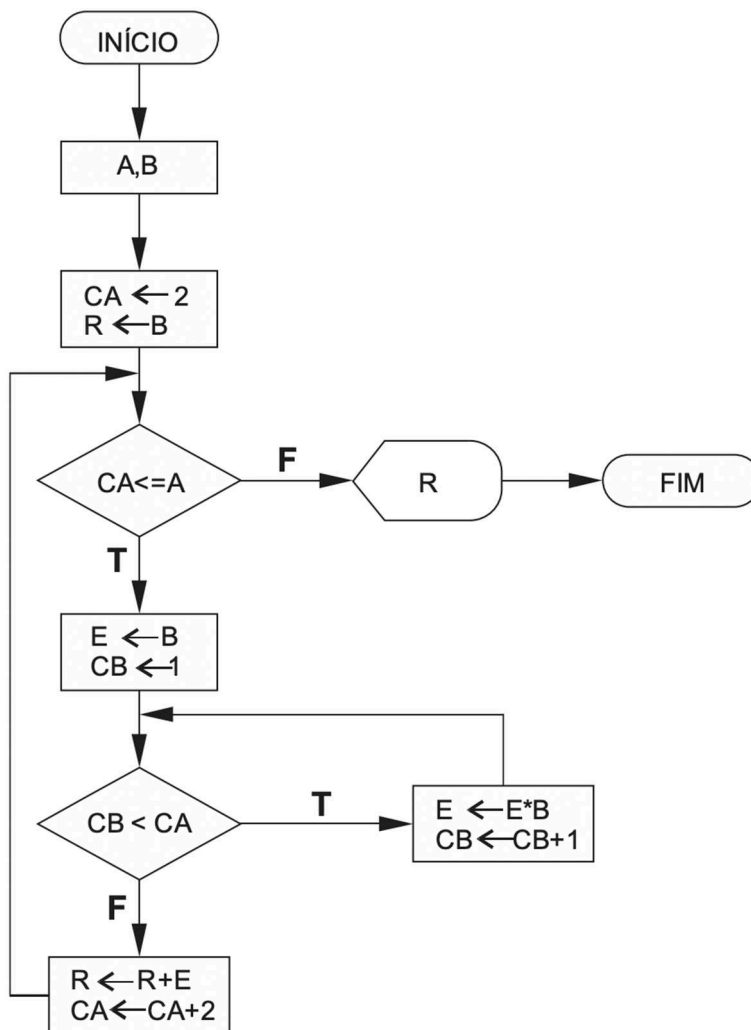 INÍCIO
A,B
CA ← 2
R ← B
CA<=A
F
R
FIM
T
E ← B
CB ← 1
CB < CA
T
E ← E*B
CB ← CB+1
F
R ← R+E
CA ← CA+2